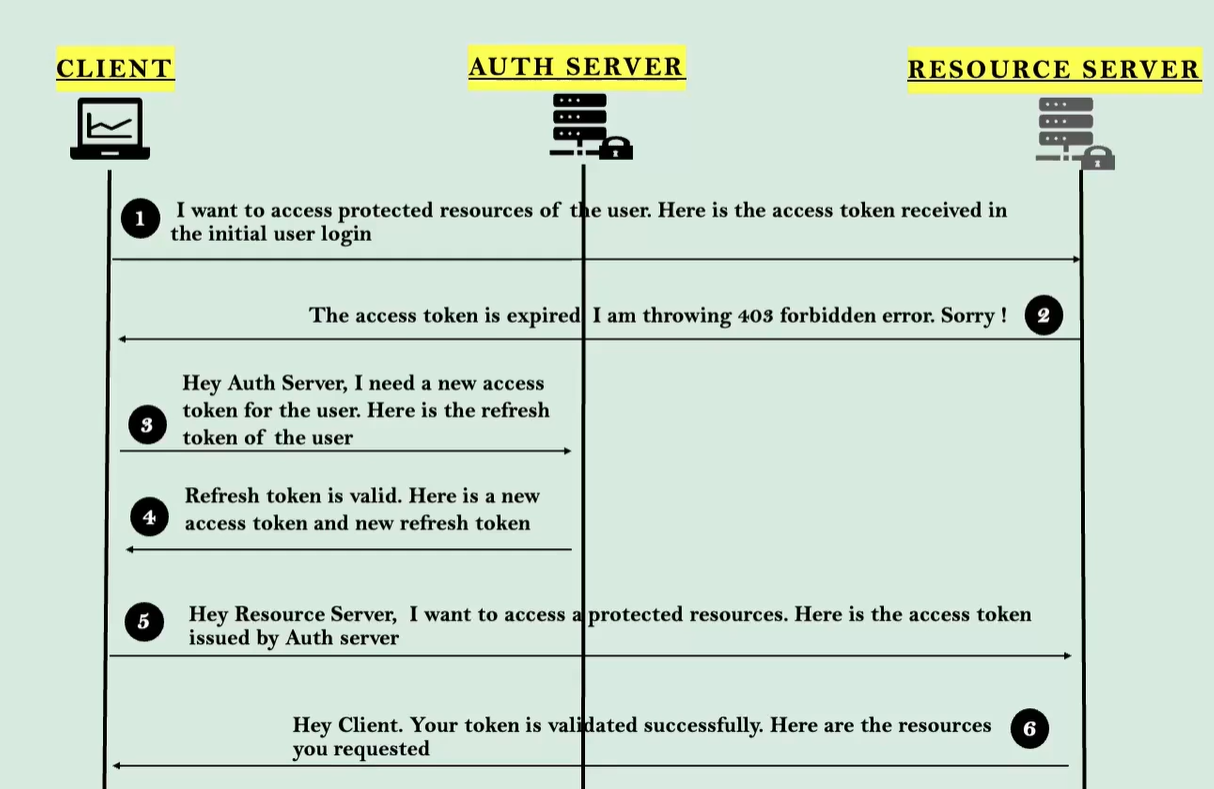 CLIENT
AUTH SERVER
RESOURCE SERVER
1
I want to access protected resources of the user. Here is the access token received in
the initial user login
The access token is expired I am throwing 403 forbidden error. Sorry !
2
Hey Auth Server, I need a new access
token for the user. Here is the refresh
token of the user
3
Refresh token is valid. Here is a new
access token and new refresh token
4
5
Hey Resource Server, I want to access a protected resources. Here is the access token
issued by Auth server
Hey Client. Your token is validated successfully. Here are the resources
you requested
6